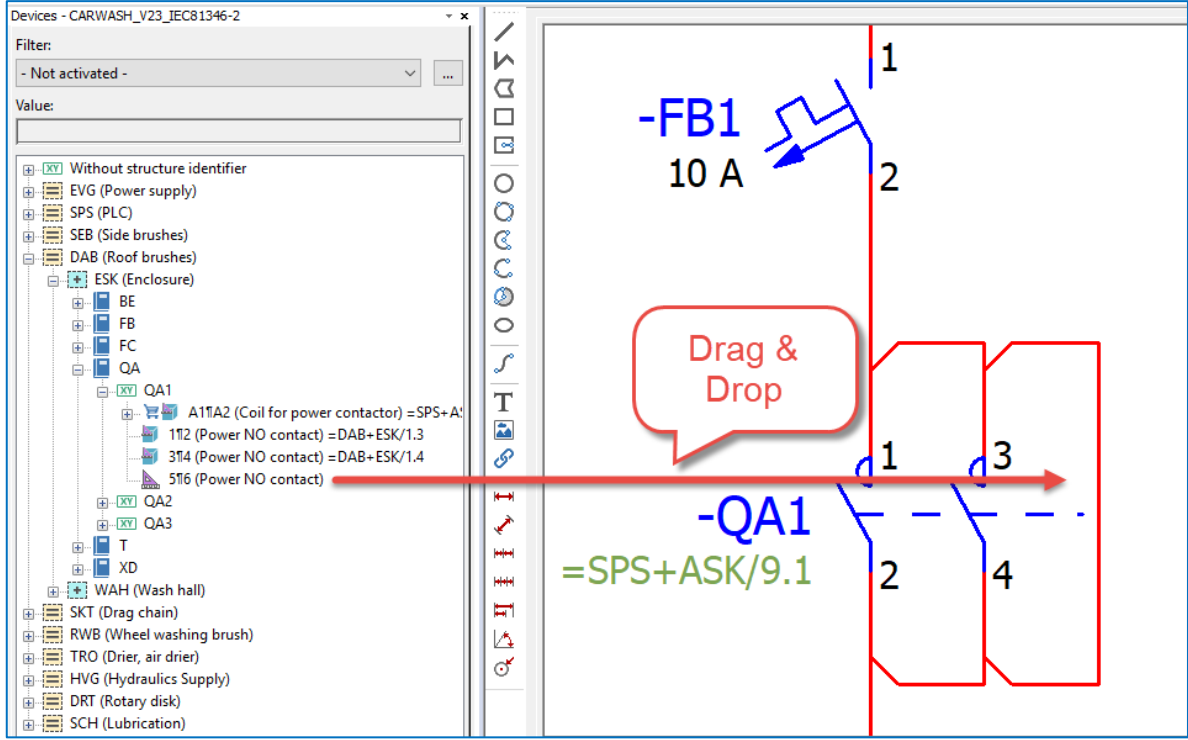 Devices - CARWASH_V23_IEC81346-2
Filter:
- Not activated -
...
Value:
XY Without structure identifier
EVG (Power supply)
SPS (PLC)
SEB (Side brushes)
DAB (Roof brushes)
ESK (Enclosure)
BE
FB
FC
QA
XY QA1
A1¶A2 (Coil for power contactor) =SPS+A
1¶2 (Power NO contact) =DAB+ESK/1.3
3¶4 (Power NO contact) =DAB+ESK/1.4
5¶6 (Power NO contact)
XY QA2
XY QA3
T
XD
WAH (Wash hall)
SKT (Drag chain)
RWB (Wheel washing brush)
TRO (Drier, air drier)
HVG (Hydraulics Supply)
DRT (Rotary disk)
SCH (Lubrication)
T
1
-FB1
10 A
2
Drag &
Drop
1
3
-QA1
=SPS+ASK/9.1
2
4